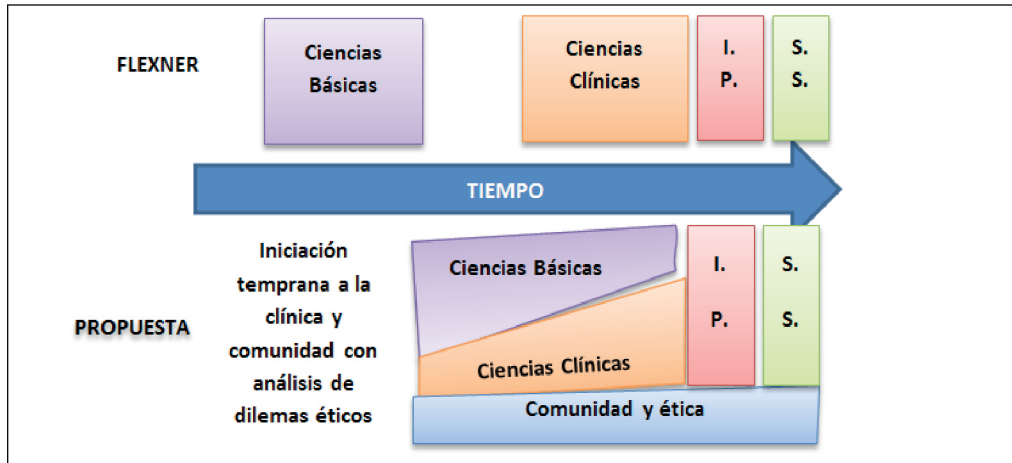 FLEXNER
Ciencias
Básicas
Ciencias
Clínicas
I.
P.
S.
S.
TIEMPO
PROPUESTA
Iniciación
temprana a la
clínica y
comunidad con
análisis de
dilemas éticos
Ciencias Básicas
Ciencias Clínicas
I.
P.
S.
S.
Comunidad y ética